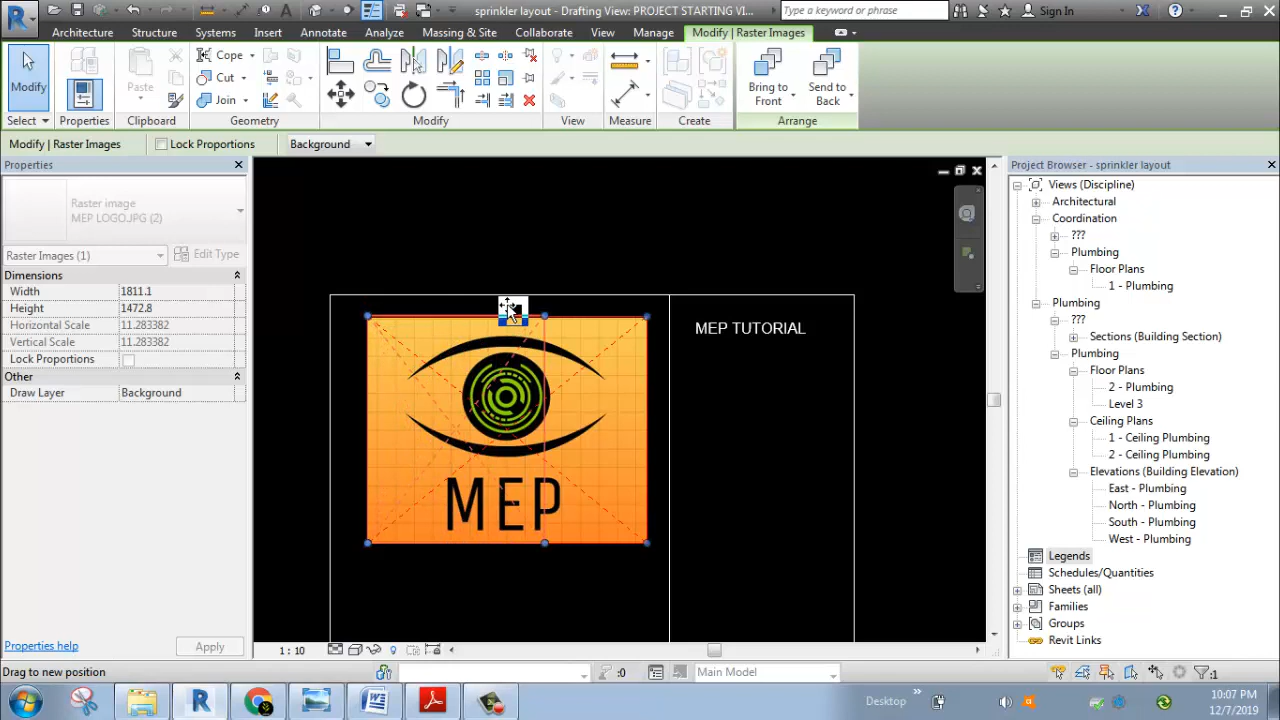 sprinkler layout - Drafting View: PROJECT STARTING VI...
Type a keyword or phrase
Sign In
Architecture Structure Systems Insert Annotate Analyze Massing & Site Collaborate View Manage Modify | Raster Images
Modify
Paste
Cope
Cut
Join
Bring to
Front
Send to
Back
Select Properties Clipboard Geometry Modify View Measure Create Arrange
Modify | Raster Images
Lock Proportions
Background
Properties
Raster image
MEP LOGO.JPG (2)
Raster Images (1)
Edit Type
Dimensions
Width 1811.1
Height 1472.8
Horizontal Scale 11.283382
Vertical Scale 11.283382
Lock Proportions
Other
Draw Layer Background
Properties help
Apply
MEP
MEP TUTORIAL
1 : 10
Project Browser - sprinkler layout
Views (Discipline)
Architectural
Coordination
???
Plumbing
Floor Plans
1 - Plumbing
Plumbing
???
Sections (Building Section)
Plumbing
Floor Plans
2 - Plumbing
Level 3
Ceiling Plans
1 - Ceiling Plumbing
2 - Ceiling Plumbing
Elevations (Building Elevation)
East - Plumbing
North - Plumbing
South - Plumbing
West - Plumbing
Legends
Schedules/Quantities
Sheets (all)
Families
Groups
Revit Links
Drag to new position
:0
Main Model
:1
Desktop
10:07 PM
12/7/2019